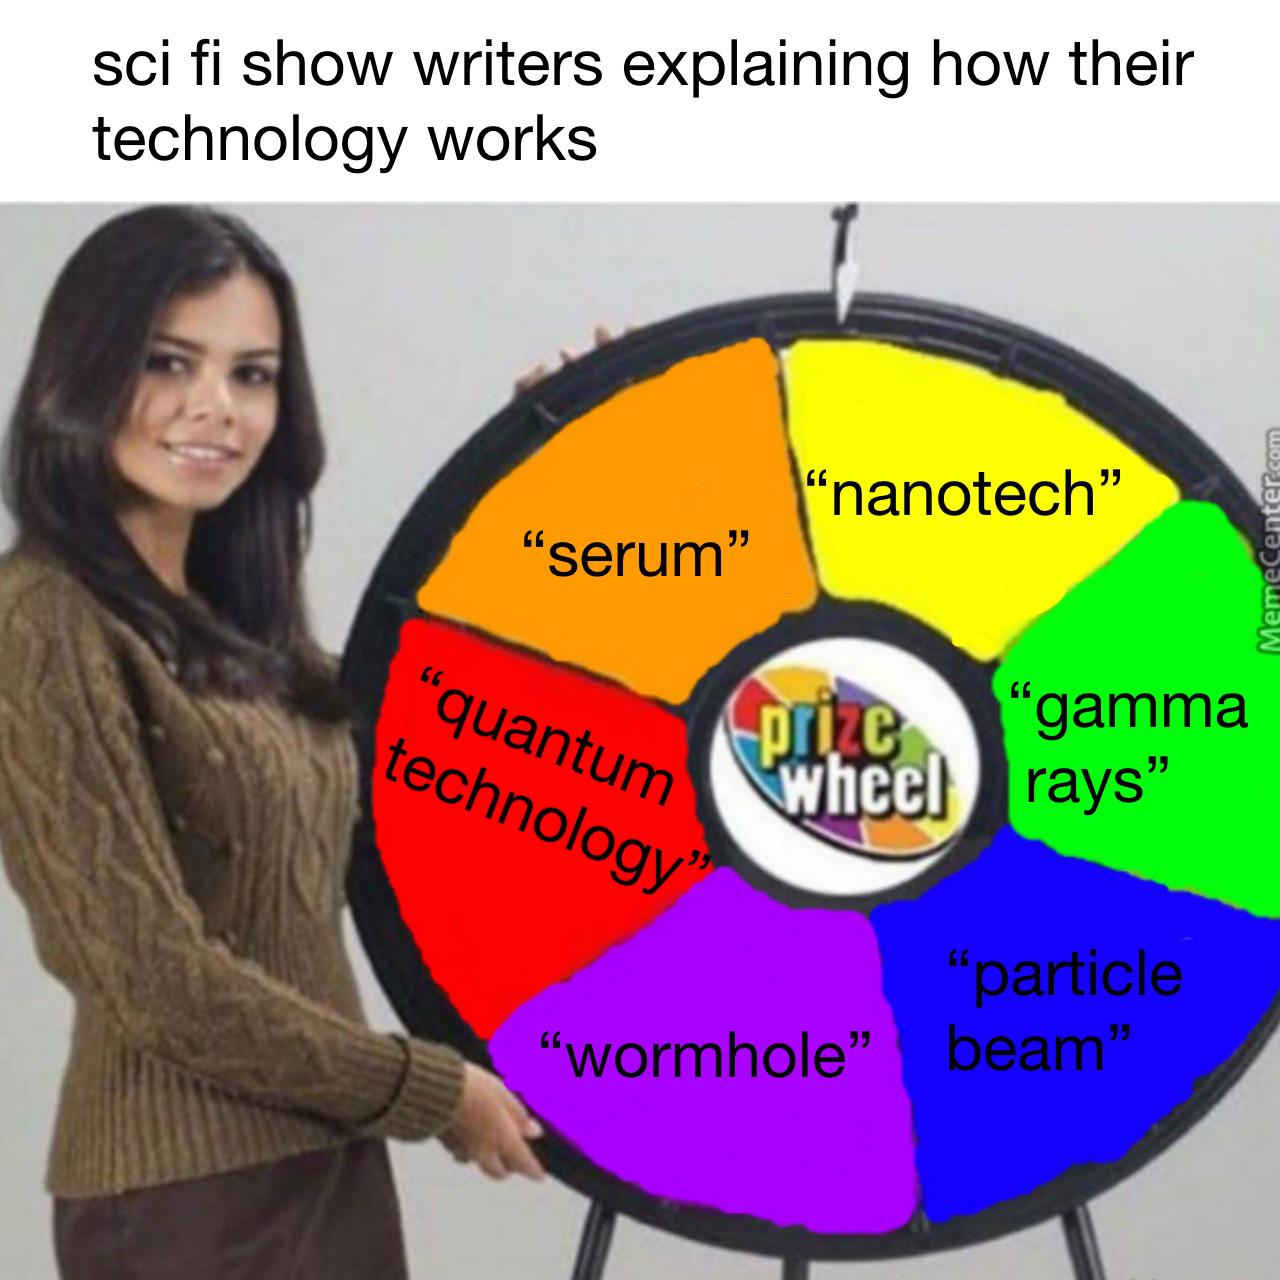 sci fi show writers explaining how their
technology works
“serum”
“nanotech”
“gamma
rays”
“quantum
technology”
prize
wheel
“particle
beam”
“wormhole”
MemeCenter.com